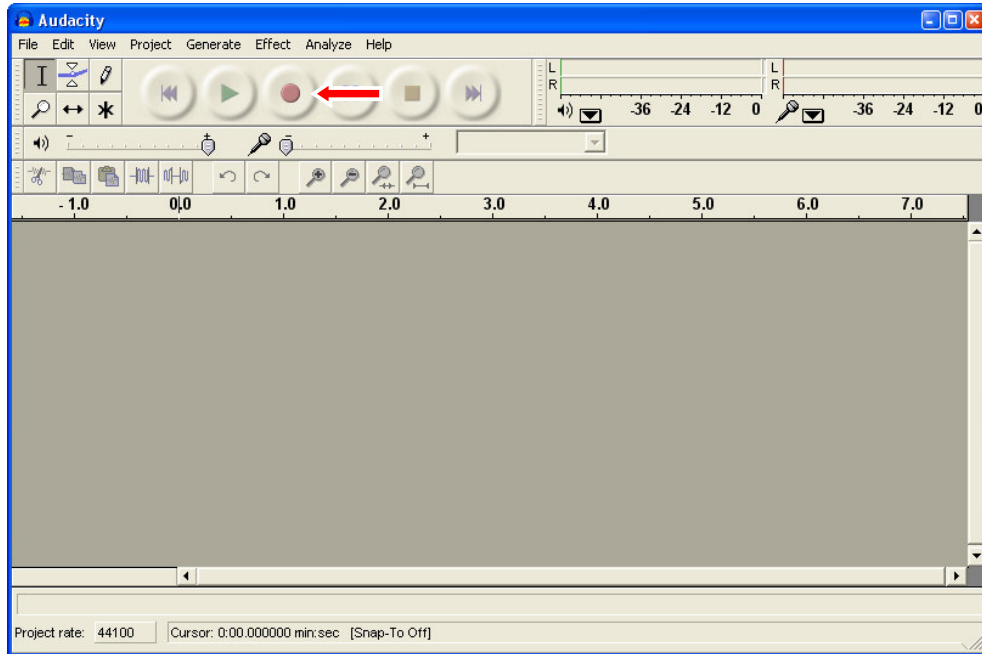 Audacity
File Edit View Project Generate Effect Analyze Help
L
R
-36 -24 -12 0
L
R
-36 -24 -12 0
- +
- +
- 1.0 0,0 1.0 2.0 3.0 4.0 5.0 6.0 7.0
Project rate: 44100 Cursor: 0:00.000000 min:sec [Snap-To Off]